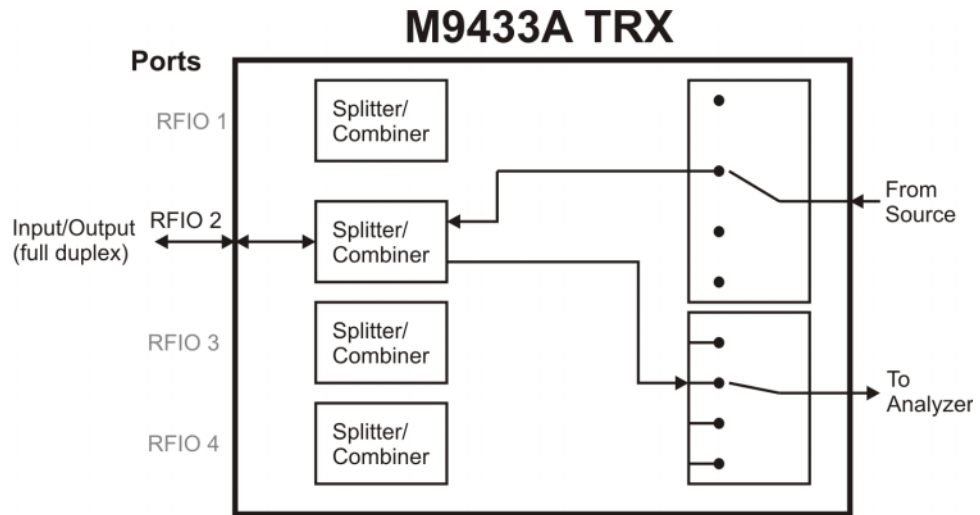 M9433A TRX
Ports
RFIO 1
Splitter/
Combiner
Input/Output
(full duplex)
RFIO 2
Splitter/
Combiner
From
Source
RFIO 3
Splitter/
Combiner
To
Analyzer
RFIO 4
Splitter/
Combiner